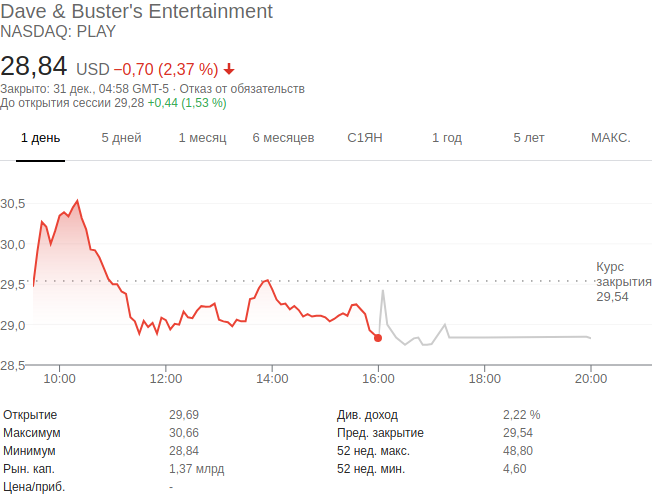 Dave & Buster's Entertainment
NASDAQ: PLAY
28,84 USD −0,70 (2,37 %)
Закрыто: 31 дек., 04:58 GMT-5 · Отказ от обязательств
До открытия сессии 29,28 +0,44 (1,53 %)
1 день 5 дней 1 месяц 6 месяцев С1ЯН 1 год 5 лет МАКС.
30,5
30,0
29,5
29,0
28,5
Курс
закрытия
29,54
10:00 12:00 14:00 16:00 18:00 20:00
Открытие 29,69 Див. доход 2,22 %
Максимум 30,66 Пред. закрытие 29,54
Минимум 28,84 52 нед. макс. 48,80
Рын. кап. 1,37 млрд 52 нед. мин. 4,60
Цена/приб. -